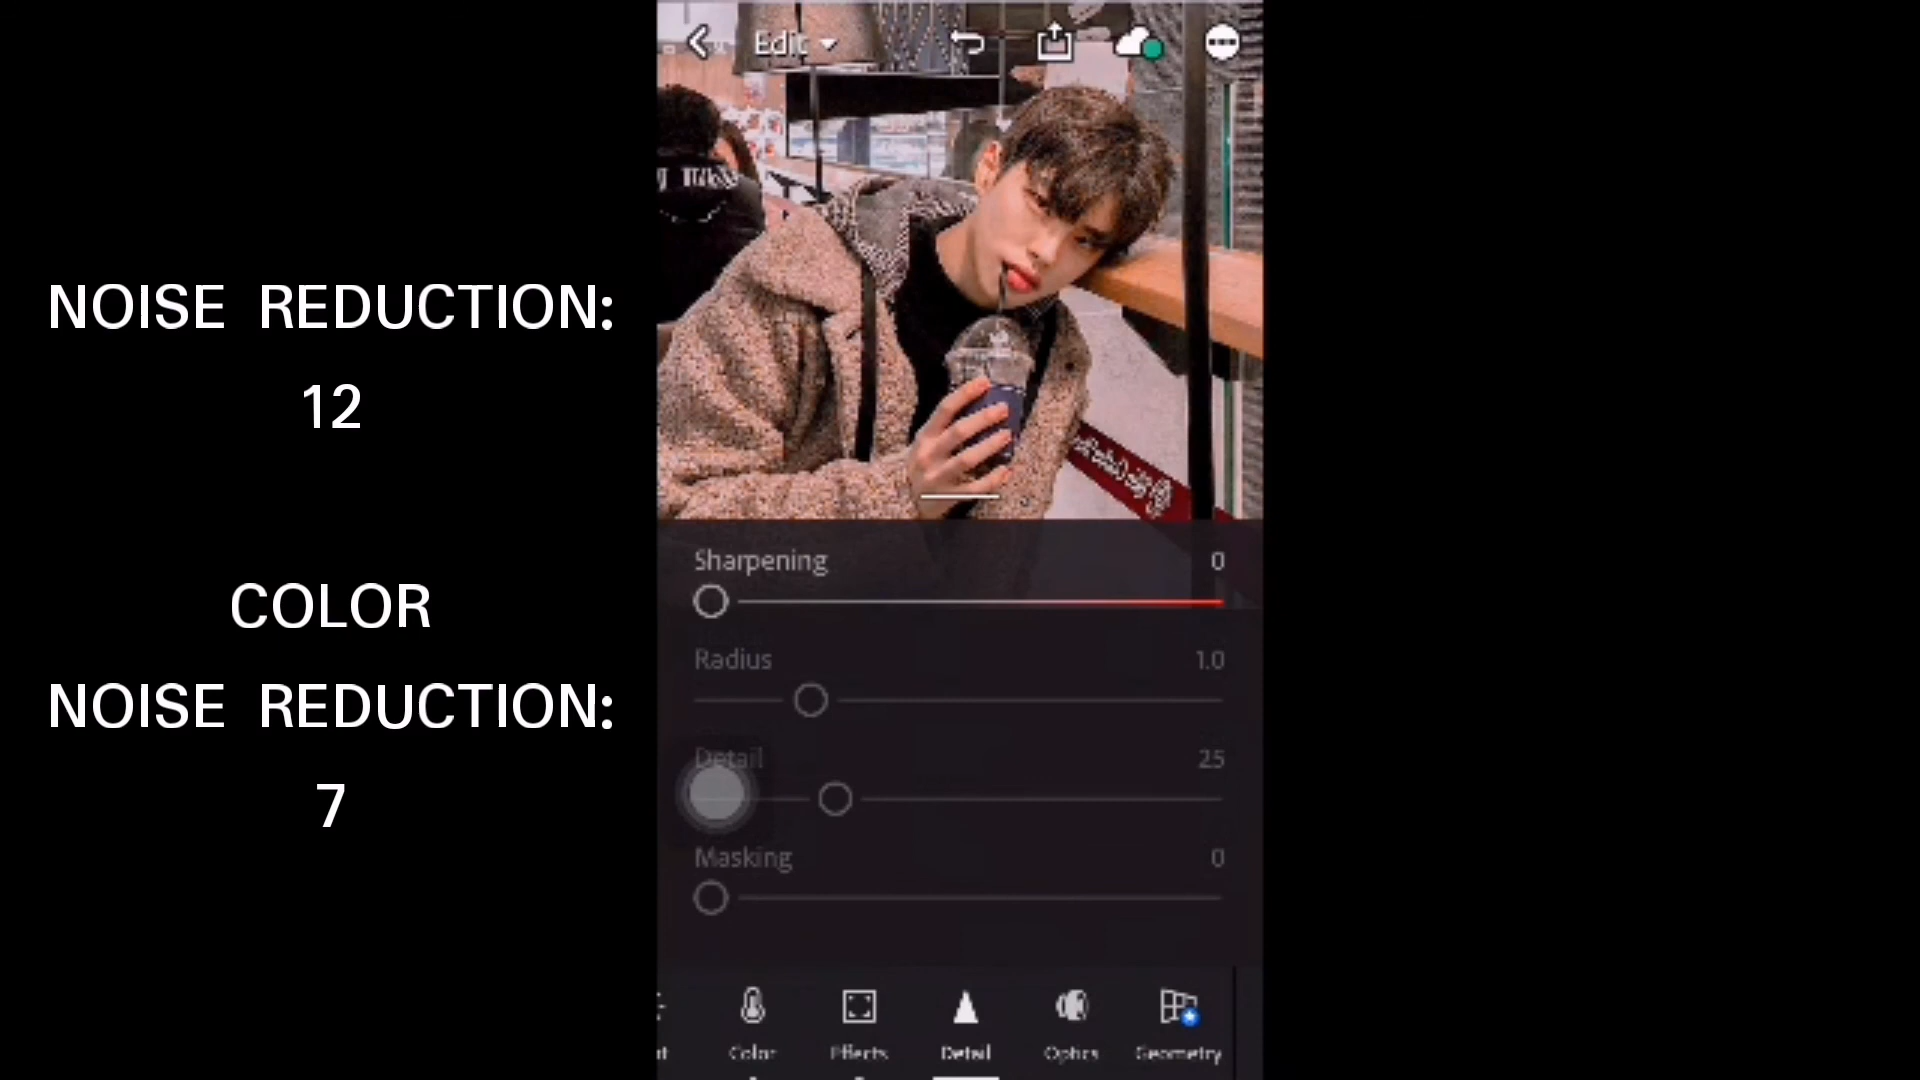 Edit
NOISE REDUCTION:
12
COLOR
NOISE REDUCTION:
7
Sharpening 0
Radius 1.0
Detail 25
Masking 0
Color Effects Detail Optics Geometry